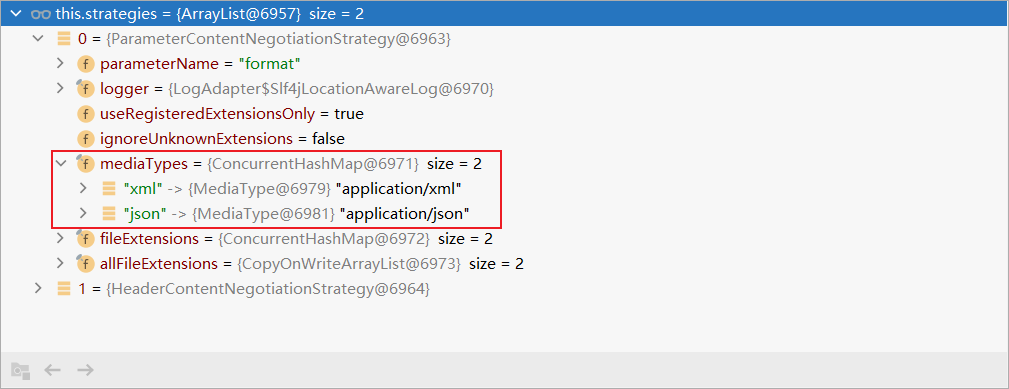 this.strategies = {ArrayList@6957} size = 2
0 = {ParameterContentNegotiationStrategy@6963}
f parameterName = "format"
f logger = {LogAdapter$Slf4jLocationAwareLog@6970}
f useRegisteredExtensionsOnly = true
f ignoreUnknownExtensions = false
f mediaTypes = {ConcurrentHashMap@6971} size = 2
"xml" -> {MediaType@6979} "application/xml"
"json" -> {MediaType@6981} "application/json"
f fileExtensions = {ConcurrentHashMap@6972} size = 2
f allFileExtensions = {CopyOnWriteArrayList@6973} size = 2
1 = {HeaderContentNegotiationStrategy@6964}